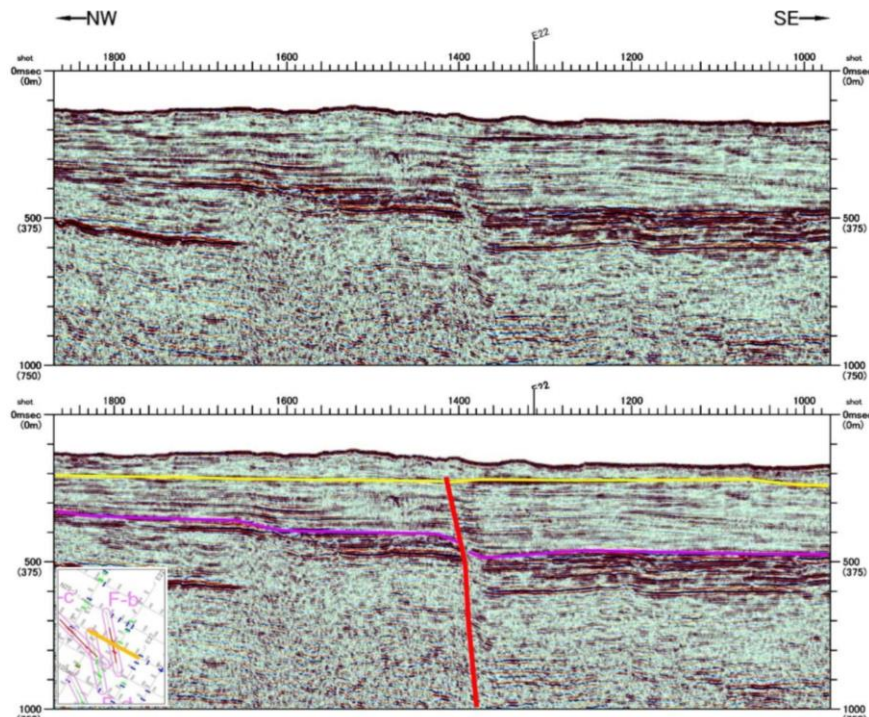 NW SE
E22
shot 1800 1600 1400 1200 1000 shot
0msec 0msec
(0m) (0m)
500 500
(375) (375)
1000 1000
(750) (750)
E22
shot 1800 1600 1400 1200 1000 shot
0msec 0msec
(0m) (0m)
500 500
(375) (375)
F-b
1000 1000